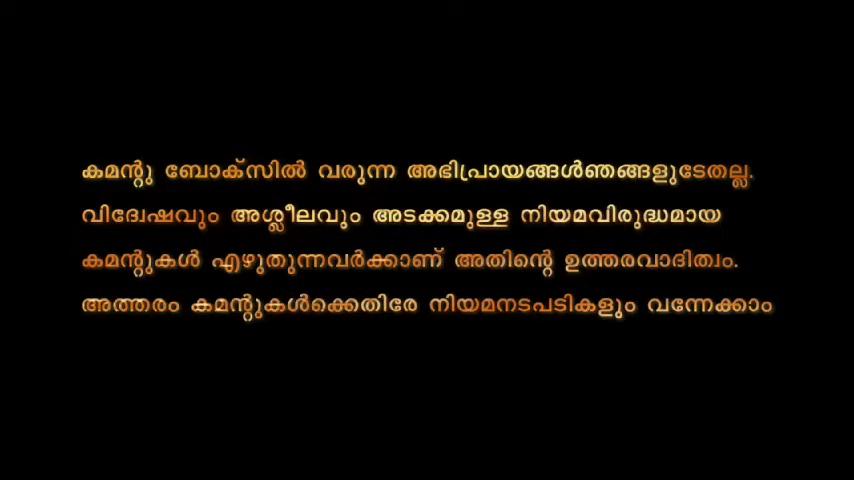 കമന്റു ബോക്സിൽ വരുന്ന അഭിപ്രായങ്ങൾഞങ്ങളുടേതല്ല.
വിദ്വേഷവും അശ്ലീലവും അടക്കമുള്ള നിയമവിരുദ്ധമായ
കമന്റുകൾ എഴുതുന്നവർക്കാണ് അതിന്റെ ഉത്തരവാദിത്വം.
അത്തരം കമന്റുകൾക്കെതിരേ നിയമനടപടികളും വന്നേക്കാം